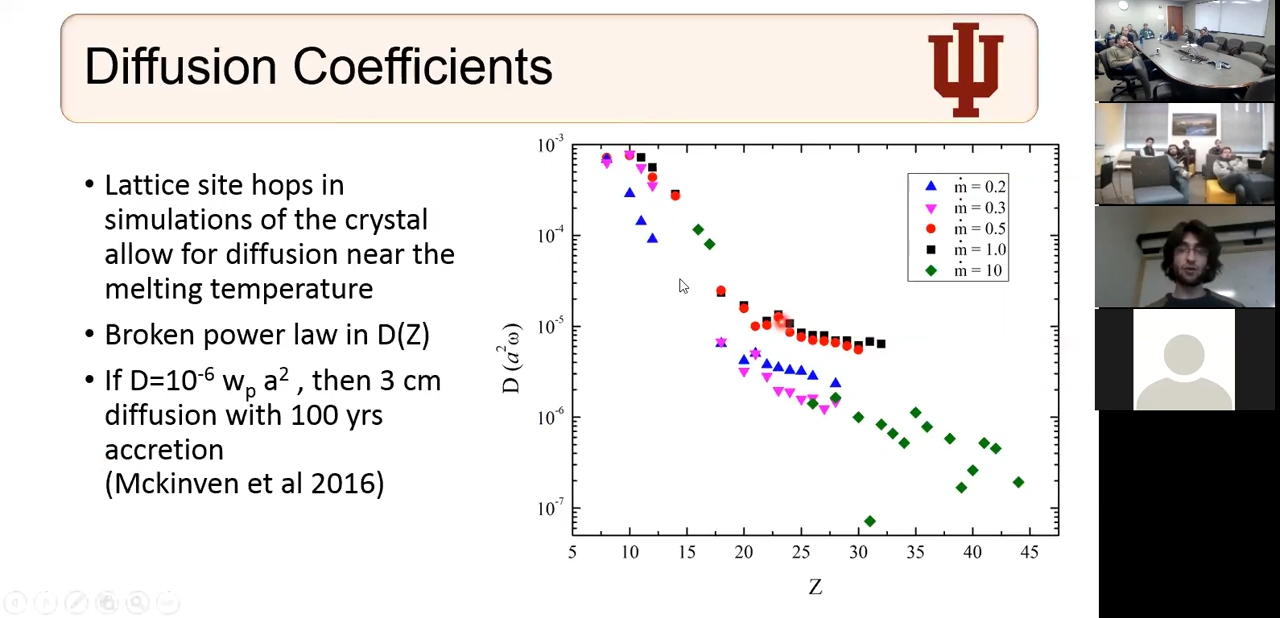 Diffusion Coefficients
• Lattice site hops in
simulations of the crystal
allow for diffusion near the
melting temperature
• Broken power law in D(Z)
• If D=10⁻⁶ wₚ a² , then 3 cm
diffusion with 100 yrs
accretion
(Mckinven et al 2016)
10⁻³
10⁻⁴
10⁻⁵
10⁻⁶
10⁻⁷
D (a²ω)
ṁ = 0.2
ṁ = 0.3
ṁ = 0.5
ṁ = 1.0
ṁ = 10
5 10 15 20 25 30 35 40 45
Z